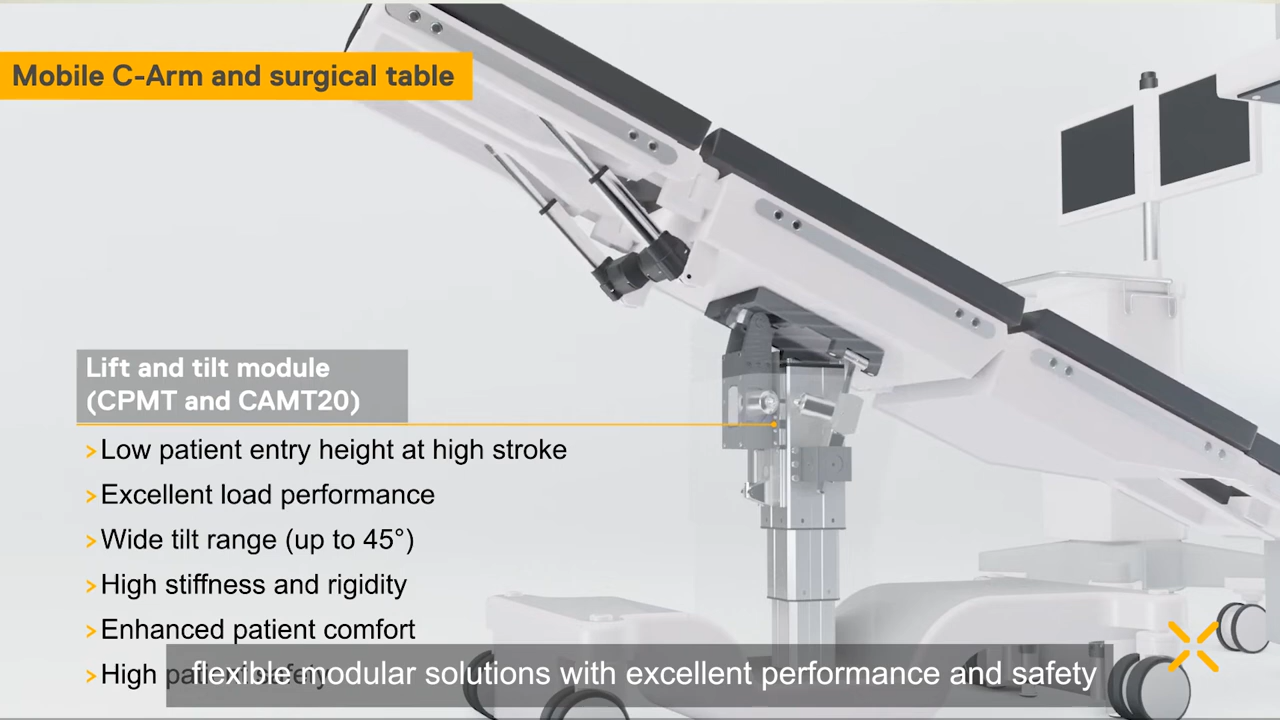 Mobile C-Arm and surgical table
Lift and tilt module
(CPMT and CAMT20)
>Low patient entry height at high stroke
>Excellent load performance
>Wide tilt range (up to 45°)
>High stiffness and rigidity
>Enhanced patient comfort
>High patient safety
flexible modular solutions with excellent performance and safety